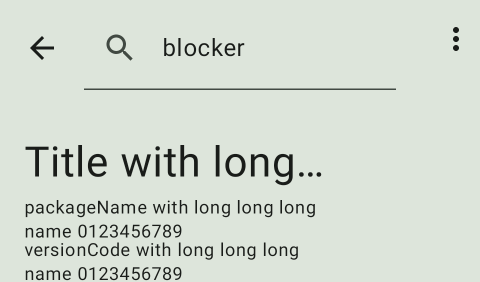 blocker
Title with long…
packageName with long long long
name 0123456789
versionCode with long long long
name 0123456789